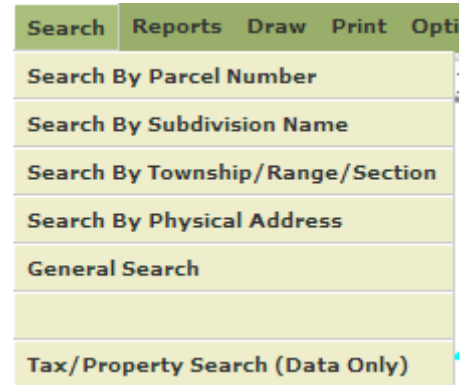 Search Reports Draw Print Opti
Search By Parcel Number
Search By Subdivision Name
Search By Township/Range/Section
Search By Physical Address
General Search
Tax/Property Search (Data Only)